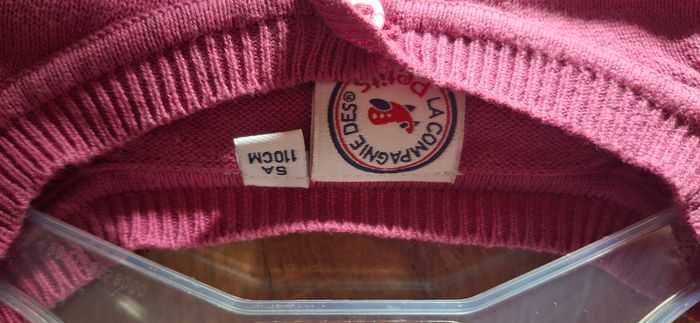 LA COMPAGNIE DES®
Petits
5A
110CM